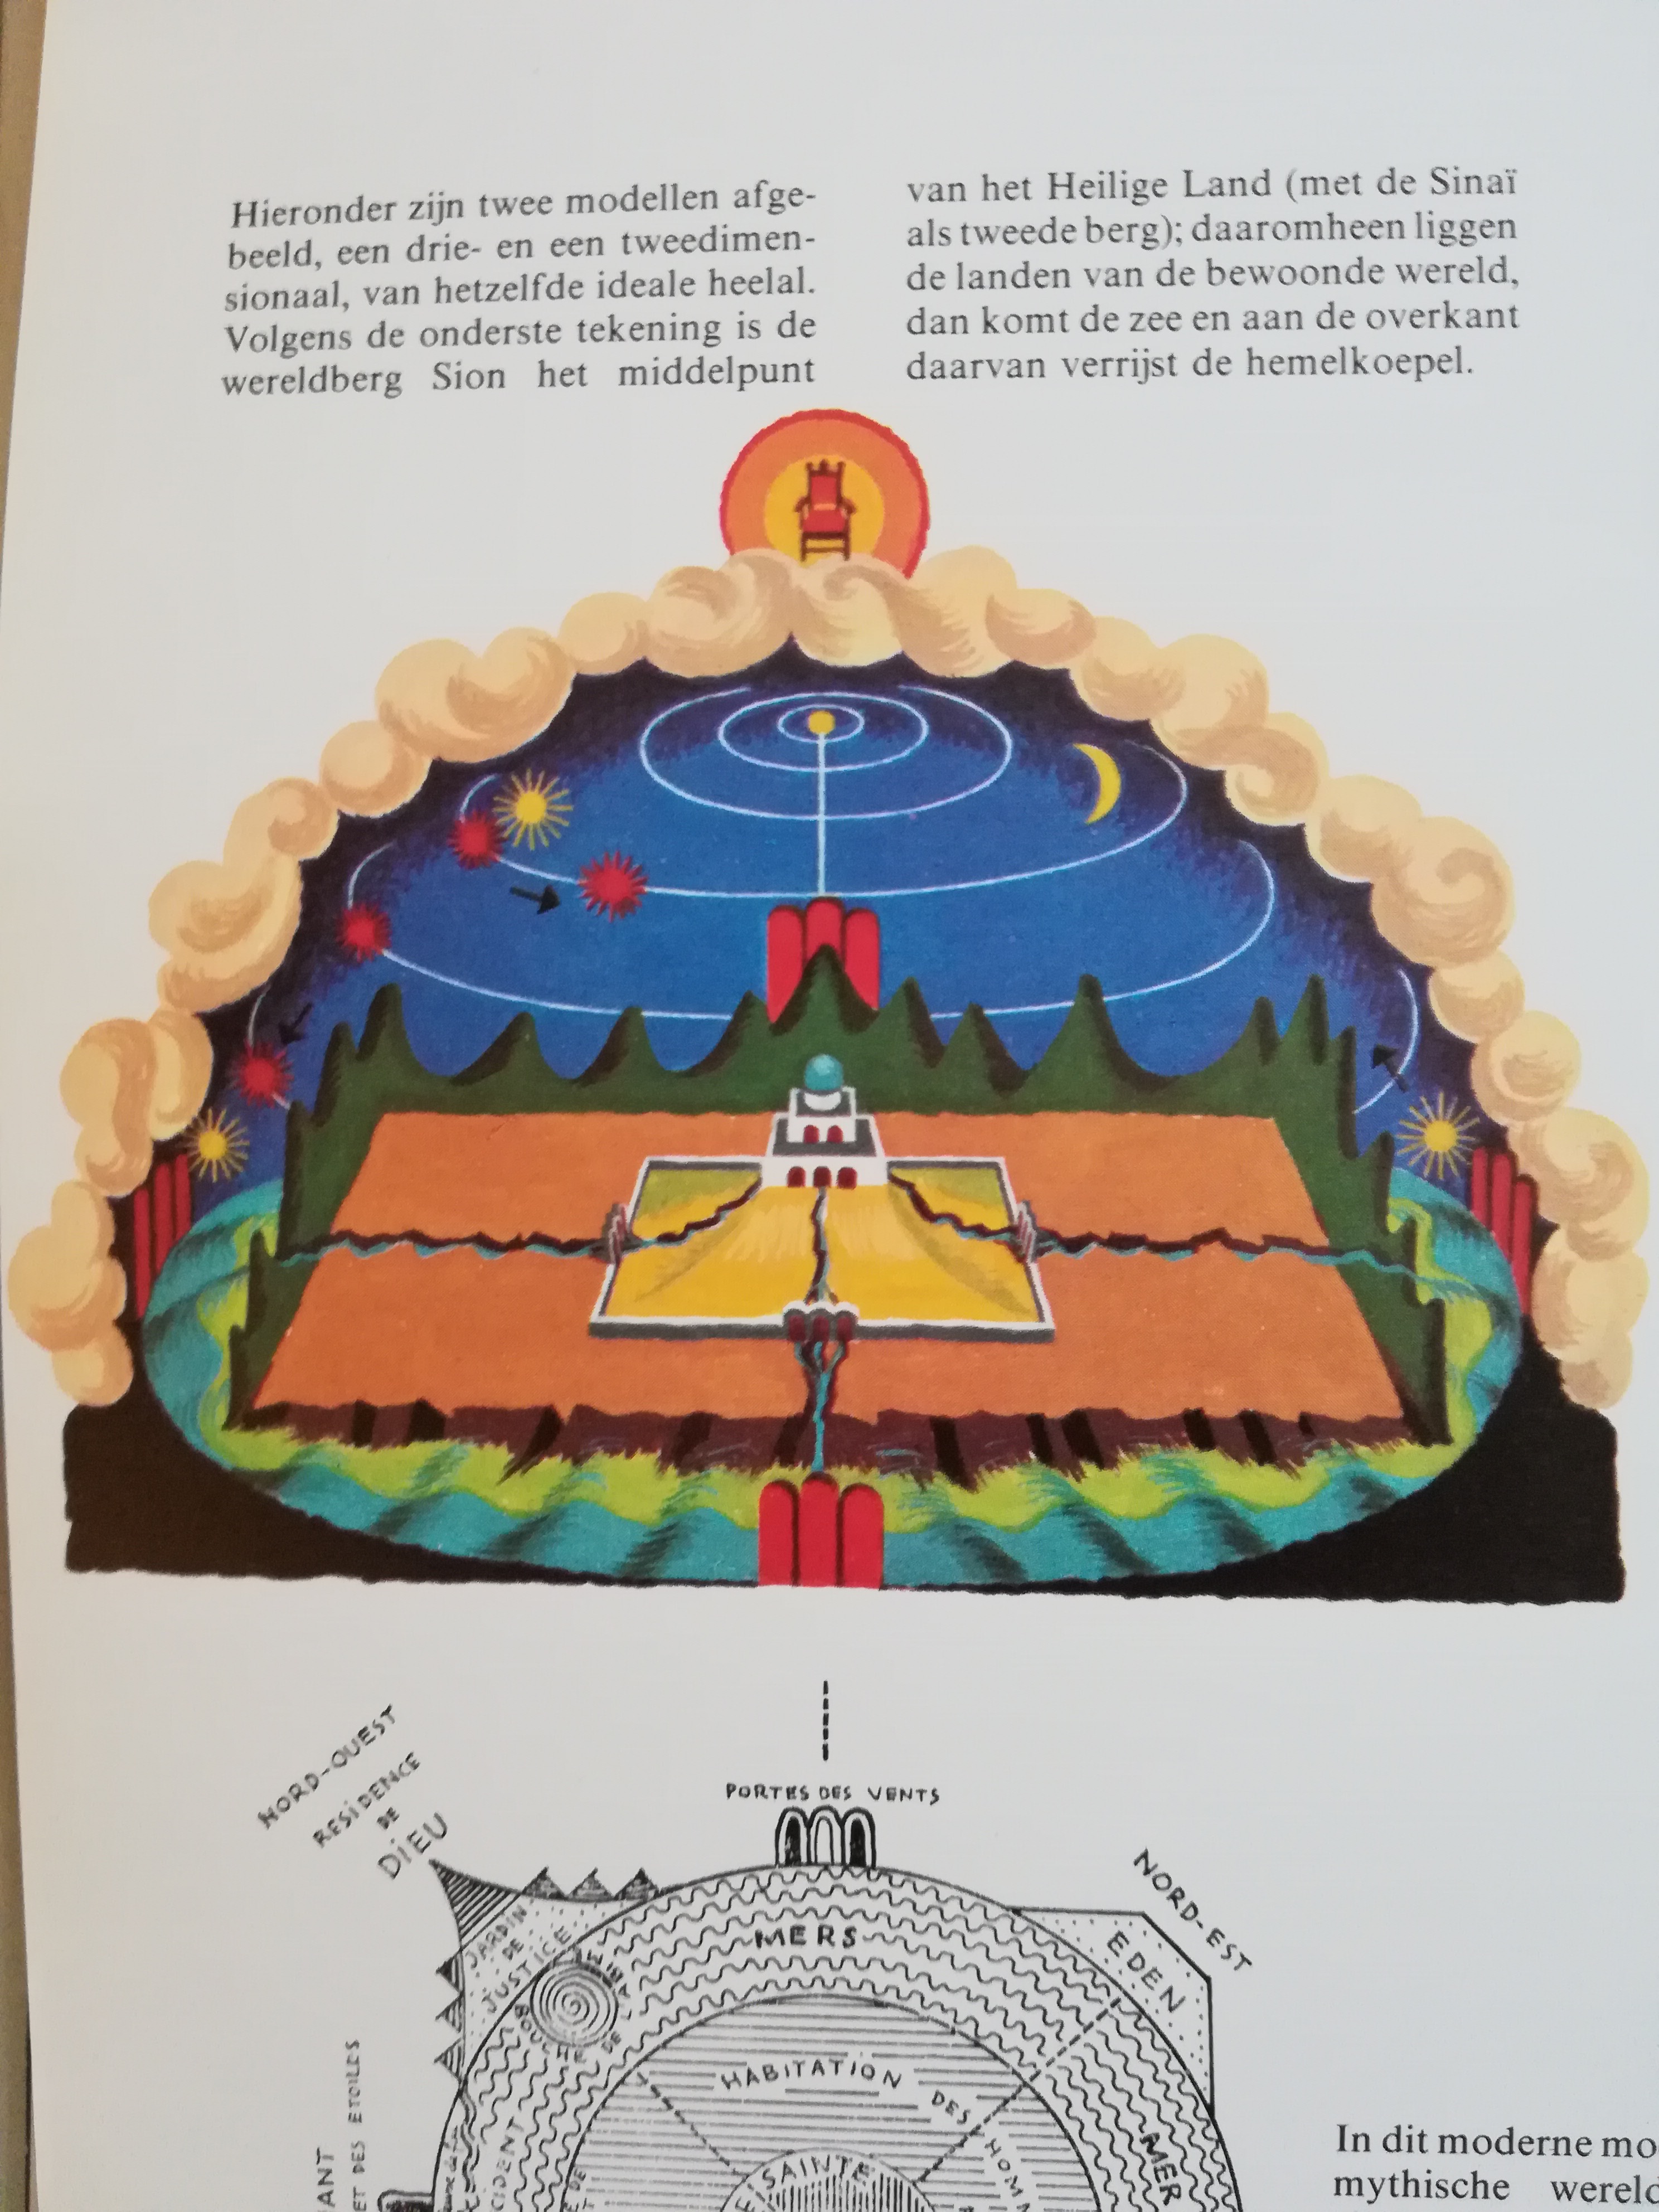 Hieronder zijn twee modellen afge-
beeld, een drie- en een tweedimen-
sionaal, van hetzelfde ideale heelal.
Volgens de onderste tekening is de
wereldberg Sion het middelpunt
van het Heilige Land (met de Sinaï
als tweede berg); daaromheen liggen
de landen van de bewoonde wereld,
dan komt de zee en aan de overkant
daarvan verrijst de hemelkoepel.
NORD-OUEST
RESIDENCE
DE
DIEU
PORTES DES VENTS
NORD-EST
JARDIN
DE
JUSTICE
MERS
EDEN
BOUCHE DE L'ABIME
HABITATION DES
SAINTE
MER
ET DES ETOILES
In dit moderne mo
mythische wereld